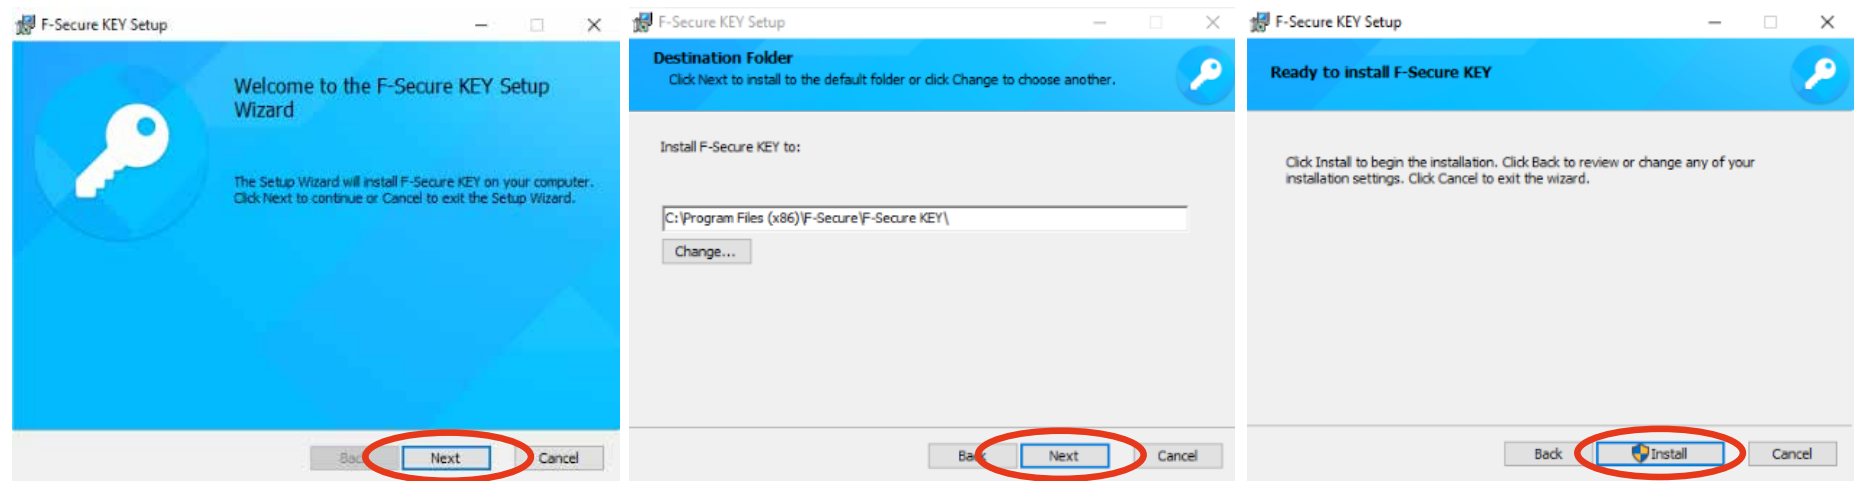 F-Secure KEY Setup
Welcome to the F-Secure KEY Setup
Wizard
The Setup Wizard will install F-Secure KEY on your computer.
Click Next to continue or Cancel to exit the Setup Wizard.
Back Next Cancel
F-Secure KEY Setup
Destination Folder
Click Next to install to the default folder or click Change to choose another.
Install F-Secure KEY to:
C:\Program Files (x86)\F-Secure\F-Secure KEY\
Change...
Back Next Cancel
F-Secure KEY Setup
Ready to install F-Secure KEY
Click Install to begin the installation. Click Back to review or change any of your
installation settings. Click Cancel to exit the wizard.
Back Install Cancel